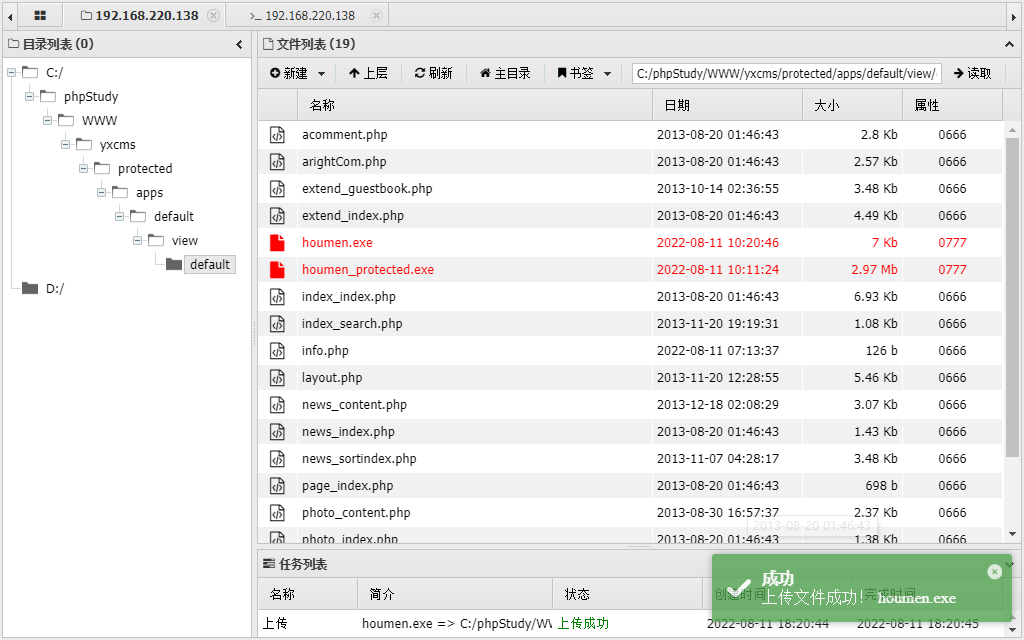 192.168.220.138
>_ 192.168.220.138
目录列表 (0)
C:/
phpStudy
WWW
yxcms
protected
apps
default
view
default
D:/
文件列表 (19)
新建 上层 刷新 主目录 书签 C:/phpStudy/WWW/yxcms/protected/apps/default/view/ 读取
名称 日期 大小 属性
acomment.php 2013-08-20 01:46:43 2.8 Kb 0666
arightCom.php 2013-08-20 01:46:43 2.57 Kb 0666
extend_guestbook.php 2013-10-14 02:36:55 3.48 Kb 0666
extend_index.php 2013-08-20 01:46:43 4.49 Kb 0666
houmen.exe 2022-08-11 10:20:46 7 Kb 0777
houmen_protected.exe 2022-08-11 10:11:24 2.97 Mb 0777
index_index.php 2013-08-20 01:46:43 6.93 Kb 0666
index_search.php 2013-11-20 19:19:31 1.08 Kb 0666
info.php 2022-08-11 07:13:37 126 b 0666
layout.php 2013-11-20 12:28:55 5.46 Kb 0666
news_content.php 2013-12-18 02:08:29 3.07 Kb 0666
news_index.php 2013-08-20 01:46:43 1.43 Kb 0666
news_sortindex.php 2013-11-07 04:28:17 3.48 Kb 0666
page_index.php 2013-08-20 01:46:43 698 b 0666
photo_content.php 2013-08-30 16:57:37 2.37 Kb 0666
2013-08-20 01:46:43
photo_index.php 2013-08-20 01:46:43 1.38 Kb 0666
任务列表
名称 简介 状态 创建时间 完成时间
成功
上传文件成功! houmen.exe
上传 houmen.exe => C:/phpStudy/WW 上传成功 2022-08-11 18:20:44 2022-08-11 18:20:45